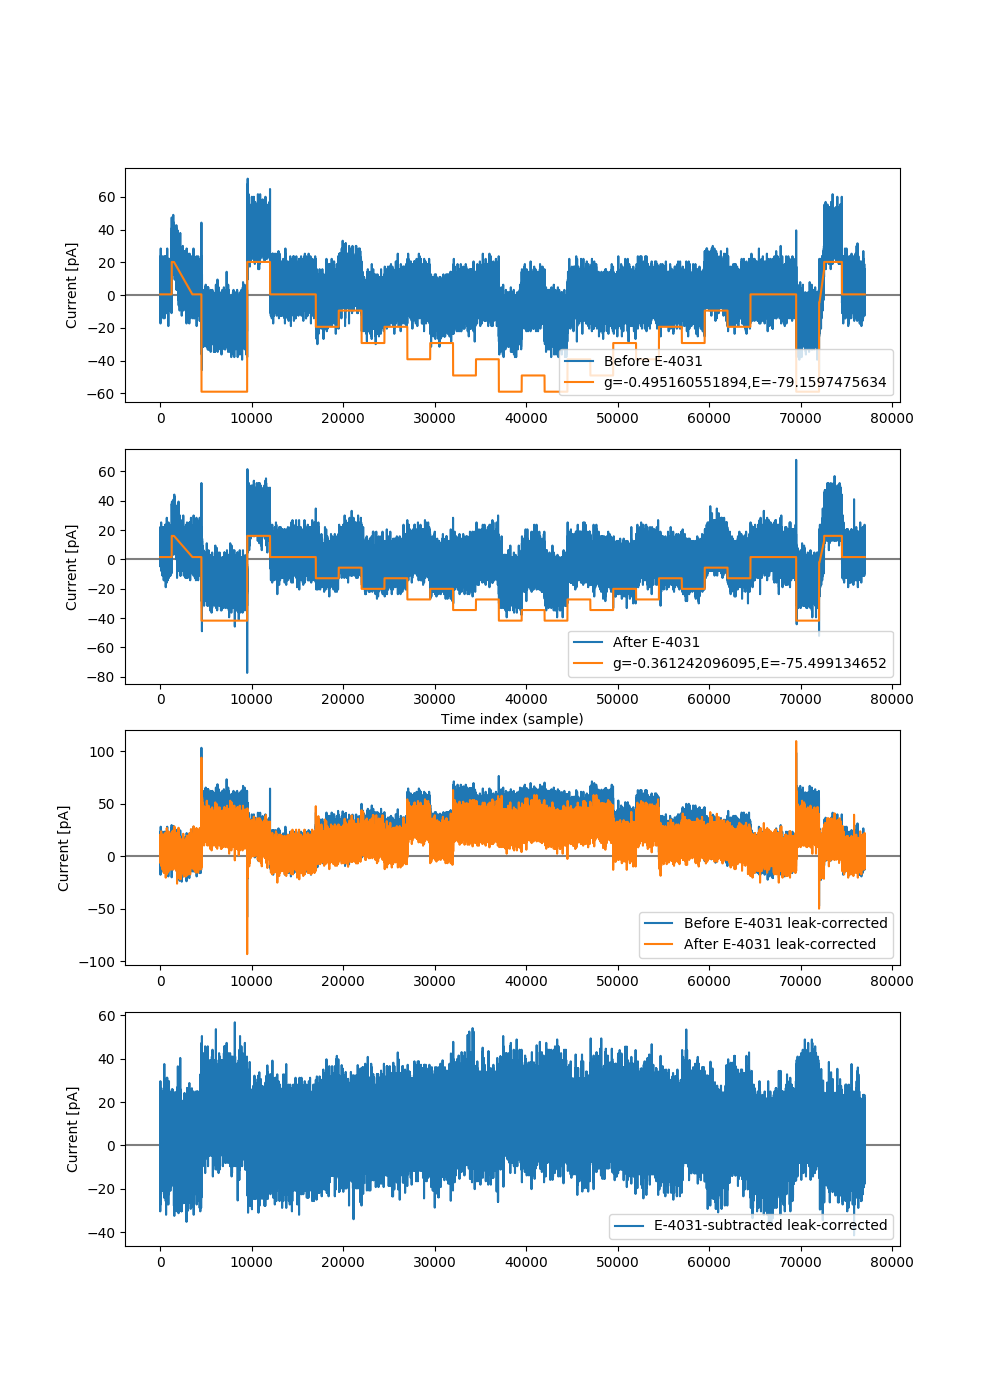 60
40
20
0
−20
−40
−60
Current [pA]
Before E-4031
g=-0.495160551894,E=-79.1597475634
0 10000 20000 30000 40000 50000 60000 70000 80000
60
40
20
0
−20
−40
−60
−80
Current [pA]
After E-4031
g=-0.361242096095,E=-75.499134652
0 10000 20000 30000 40000 50000 60000 70000 80000
Time index (sample)
100
50
0
−50
−100
Current [pA]
Before E-4031 leak-corrected
After E-4031 leak-corrected
0 10000 20000 30000 40000 50000 60000 70000 80000
60
40
20
0
−20
−40
Current [pA]
E-4031-subtracted leak-corrected
0 10000 20000 30000 40000 50000 60000 70000 80000